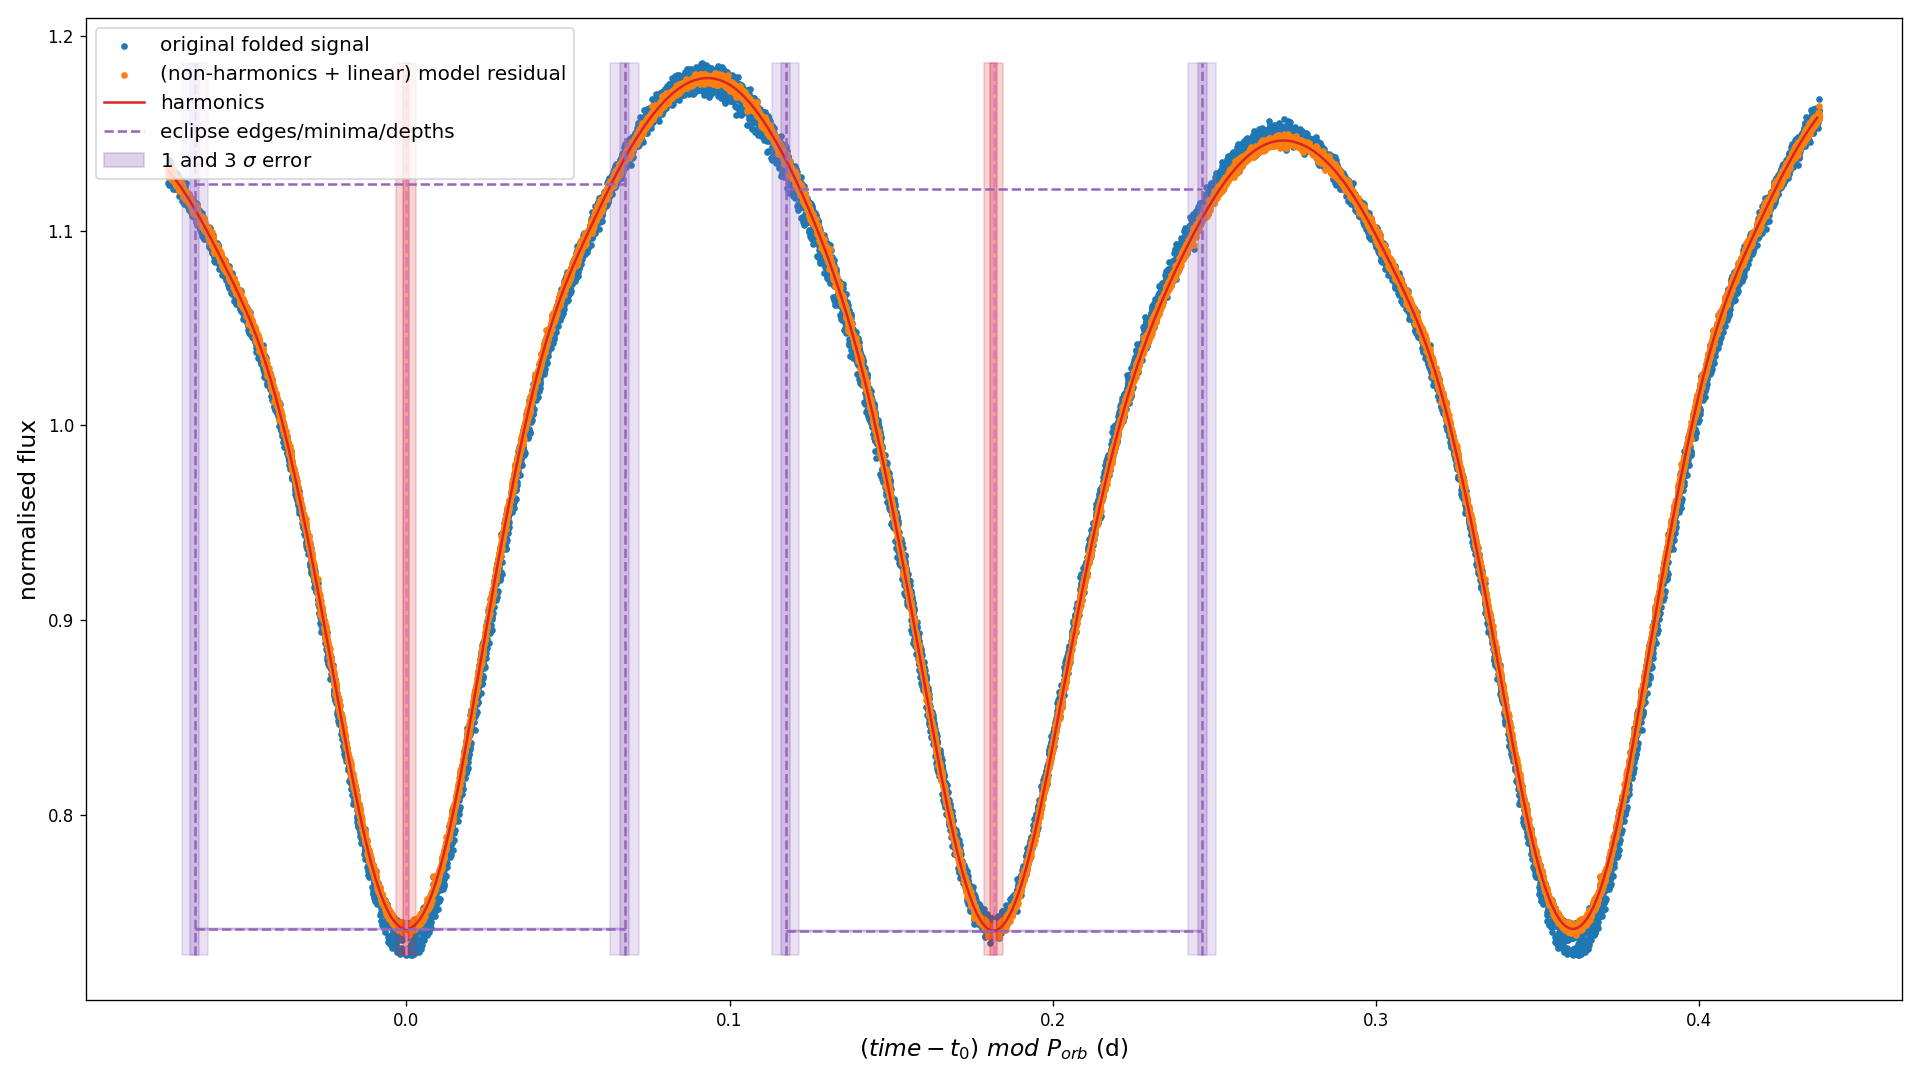 original folded signal
(non-harmonics + linear) model residual
harmonics
eclipse edges/minima/depths
1 and 3 σ error
normalised flux
1.2
1.1
1.0
0.9
0.8
0.0 0.1 0.2 0.3 0.4
(time − t₀) mod Pₒᵣb (d)